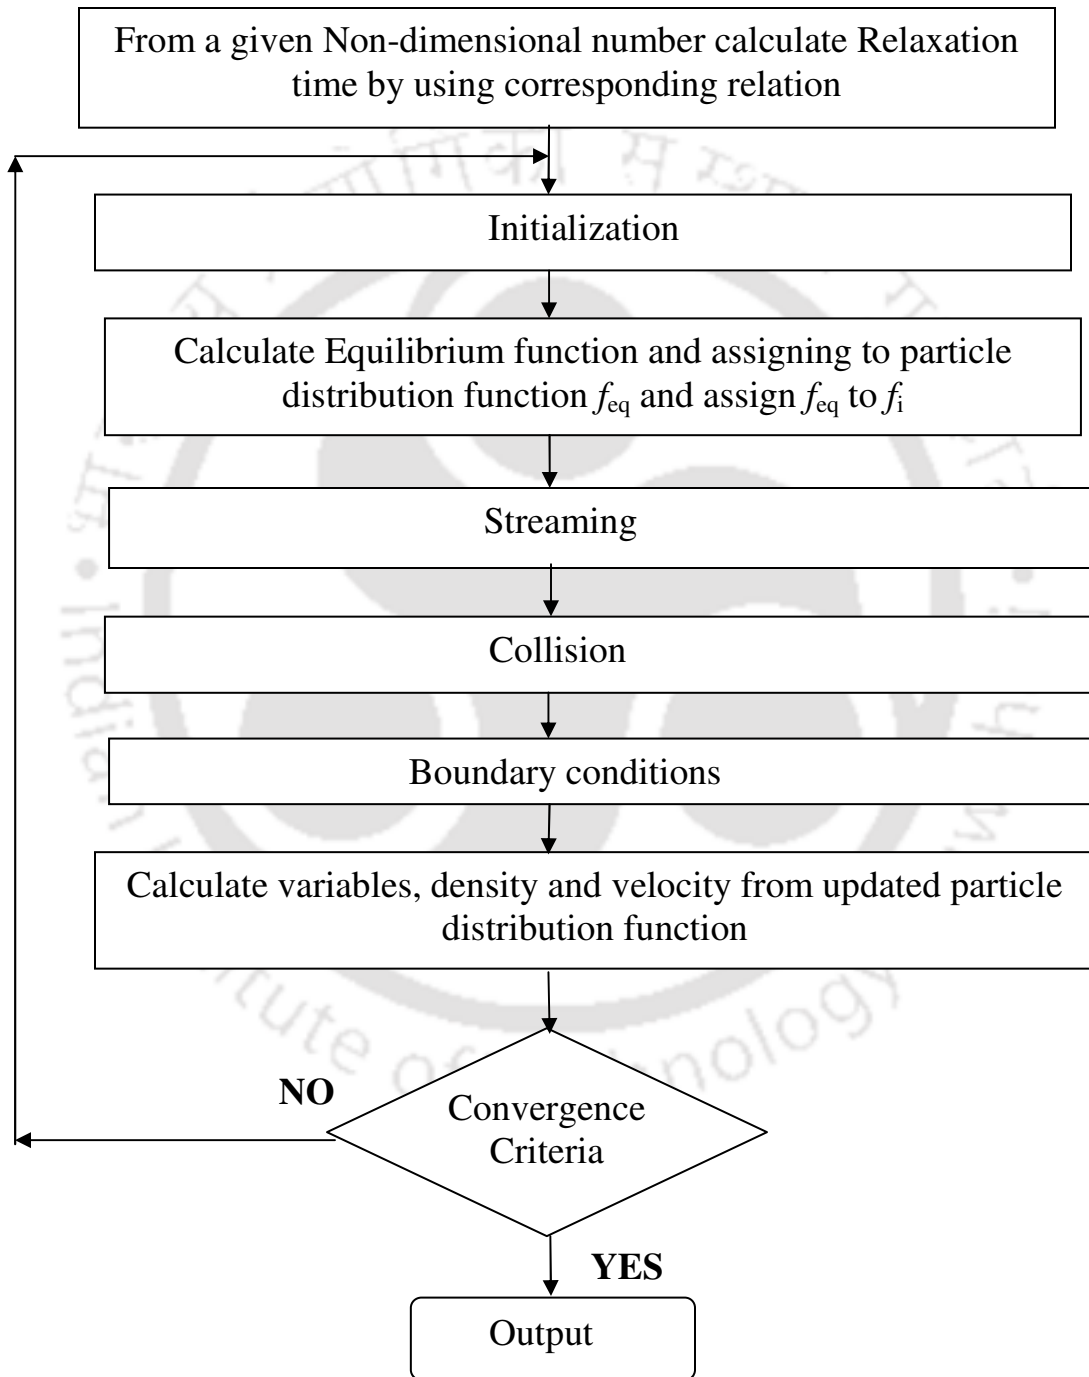 From a given Non-dimensional number calculate Relaxation
time by using corresponding relation
Initialization
Calculate Equilibrium function and assigning to particle
distribution function feq and assign feq to fi
Streaming
Collision
Boundary conditions
Calculate variables, density and velocity from updated particle
distribution function
NO
Convergence
Criteria
YES
Output